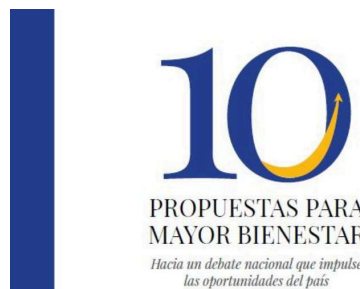 10
PROPUESTAS PARA
MAYOR BIENESTAR
Hacia un debate nacional que impulse
las oportunidades del país